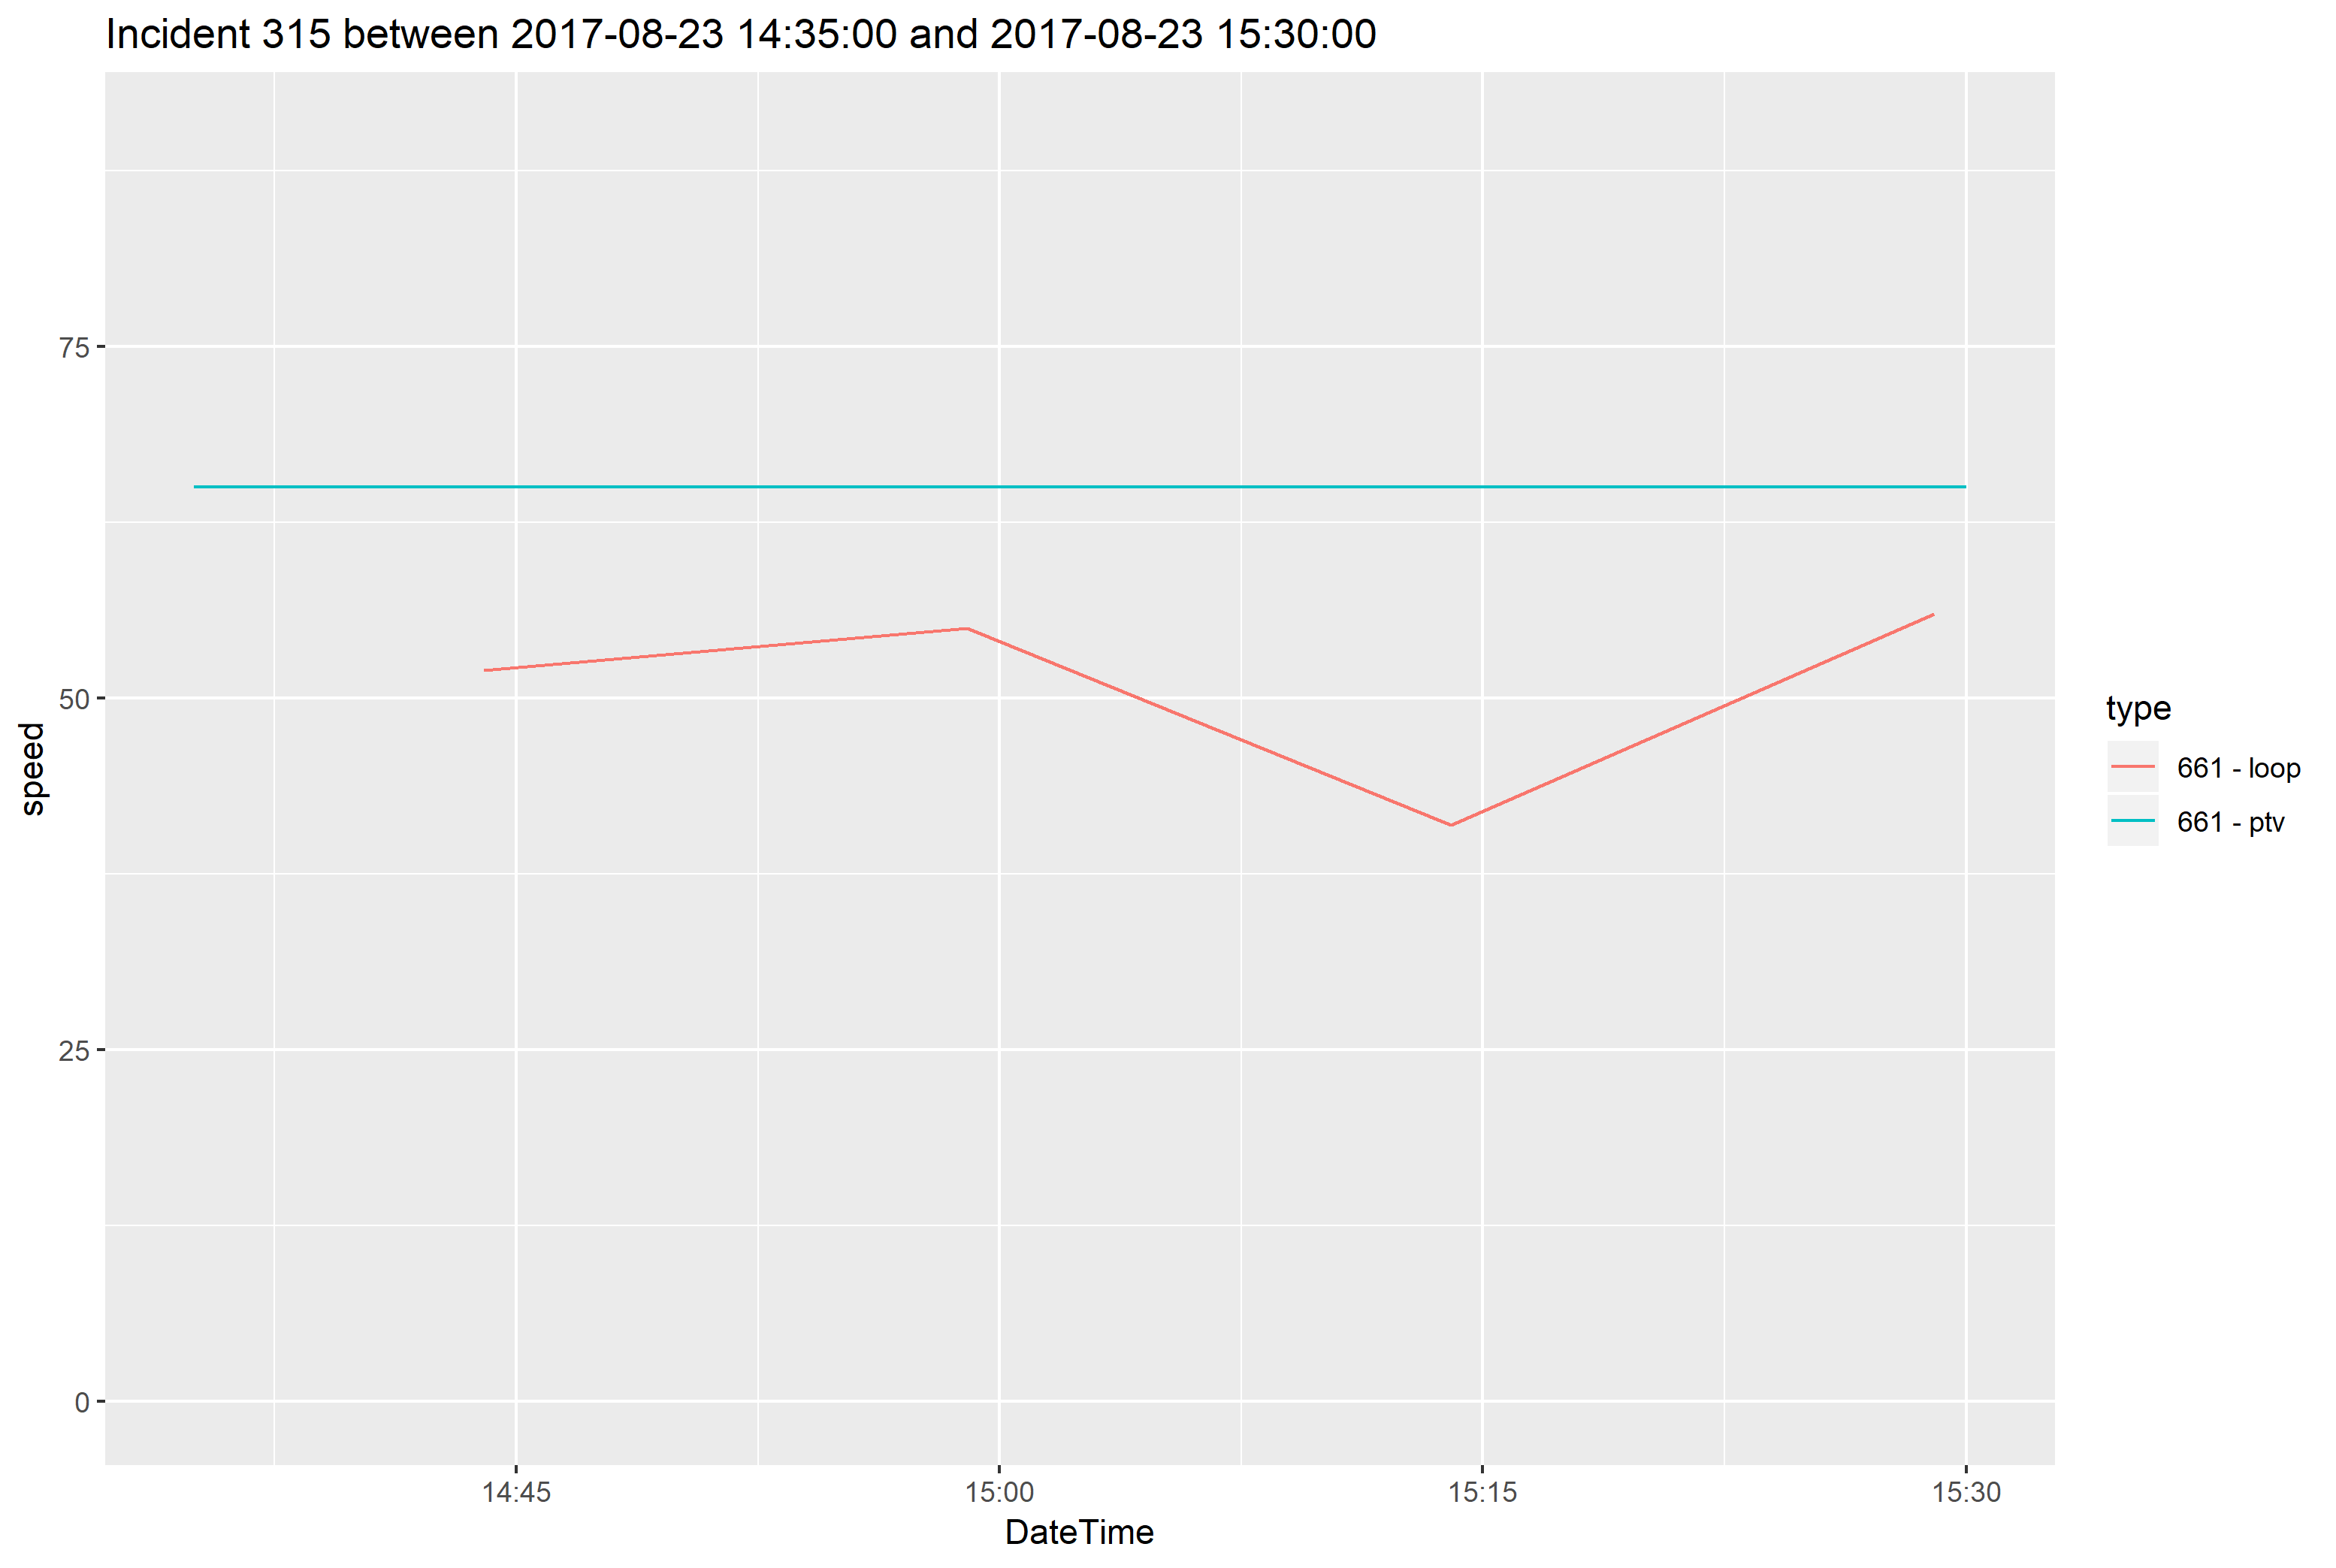 Incident 315 between 2017-08-23 14:35:00 and 2017-08-23 15:30:00
75
50
25
0
speed
14:45 15:00 15:15 15:30
DateTime
type
661 - loop
661 - ptv